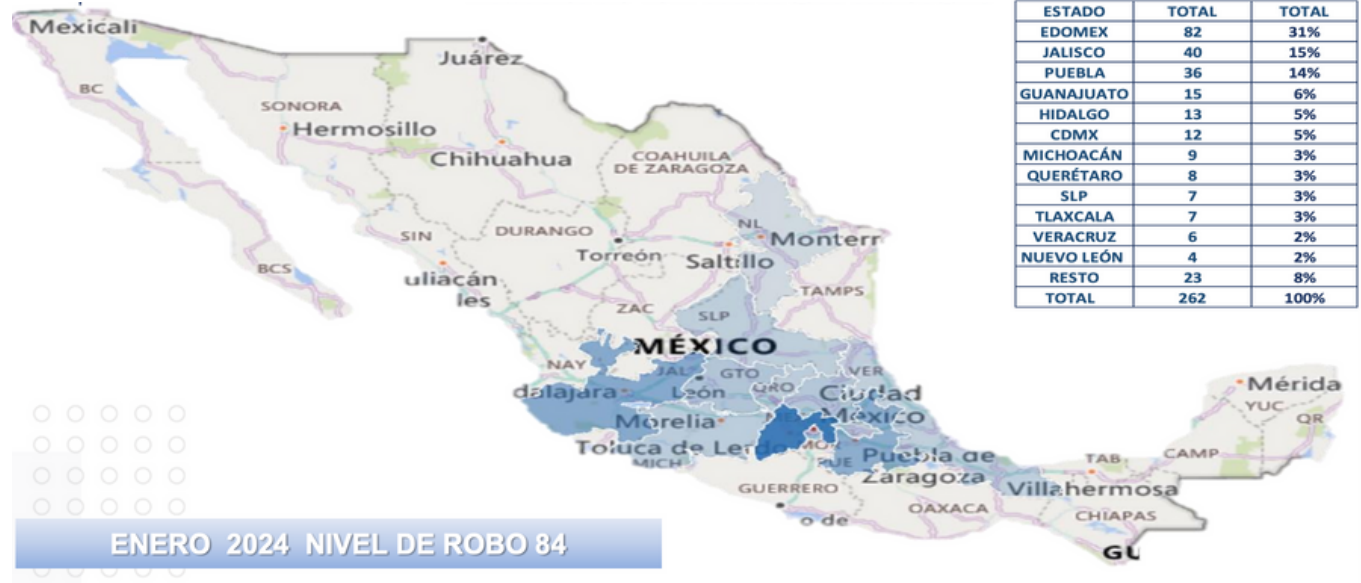 Mexicali
Juárez
BC
SONORA
Hermosillo
Chihuahua
COAHUILA
DE ZARAGOZA
NL
Monterr
SIN
DURANGO
Torreón
Saltillo
BCS
uliacán
les
TAMPS
ZAC
SLP
MÉXICO
NAY
JAL
GTO
VER
dalajara
León
QRO
Ciudad
México
Morelia
Toluca de Lerdo
MOR
MICH
PUE
Puebla de
Zaragoza
GUERRERO
o de
OAXACA
Villahermosa
TAB
CAMP
CHIAPAS
Mérida
YUC
QR
GU
ESTADO TOTAL TOTAL
EDOMEX 82 31%
JALISCO 40 15%
PUEBLA 36 14%
GUANAJUATO 15 6%
HIDALGO 13 5%
CDMX 12 5%
MICHOACÁN 9 3%
QUERÉTARO 8 3%
SLP 7 3%
TLAXCALA 7 3%
VERACRUZ 6 2%
NUEVO LEÓN 4 2%
RESTO 23 8%
TOTAL 262 100%
ENERO 2024 NIVEL DE ROBO 84